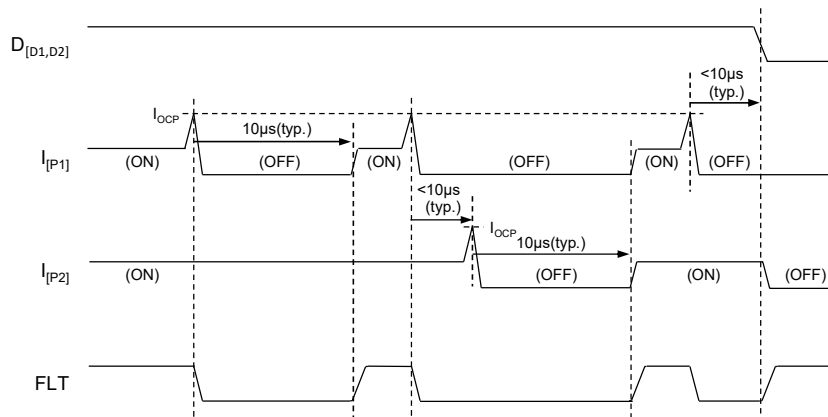 D[D1,D2]
<10µs
(typ.)
IOCP
10µs(typ.)
I[P1]
(ON)
(OFF)
(ON)
(OFF)
(ON)
(OFF)
<10µs
(typ.)
IOCP
10µs(typ.)
I[P2]
(ON)
(OFF)
(ON)
(OFF)
FLT